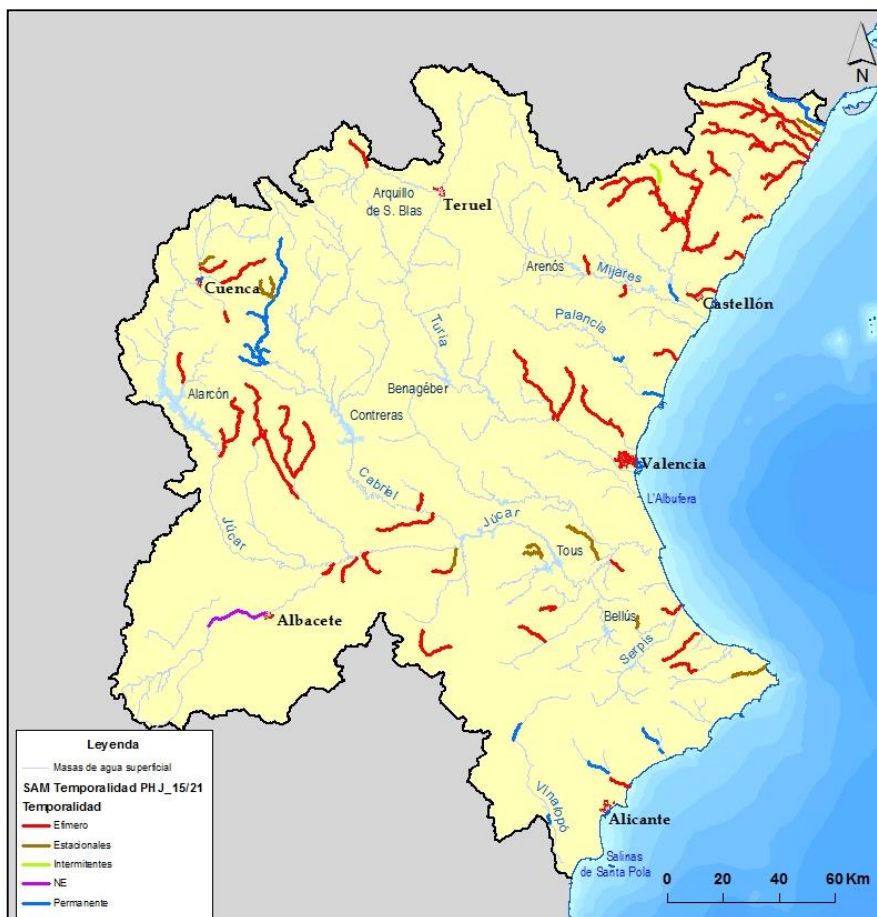 N
Arquillo
de S. Blas
Teruel
Arenós
Mijares
Cuenca
Castellón
Palancia
Turia
Alarcón
Benagéber
Contreras
Valencia
L'Albufera
Cabriel
Júcar
Júcar
Tous
Albacete
Bellús
Serpis
Vinalopó
Alicante
Salinas
de Santa Pola
0 20 40 60 Km
Leyenda
Masas de agua superficial
SAM Temporalidad PHJ_15/21
Temporalidad
Efimero
Estacionales
Intermitentes
NE
Permanente